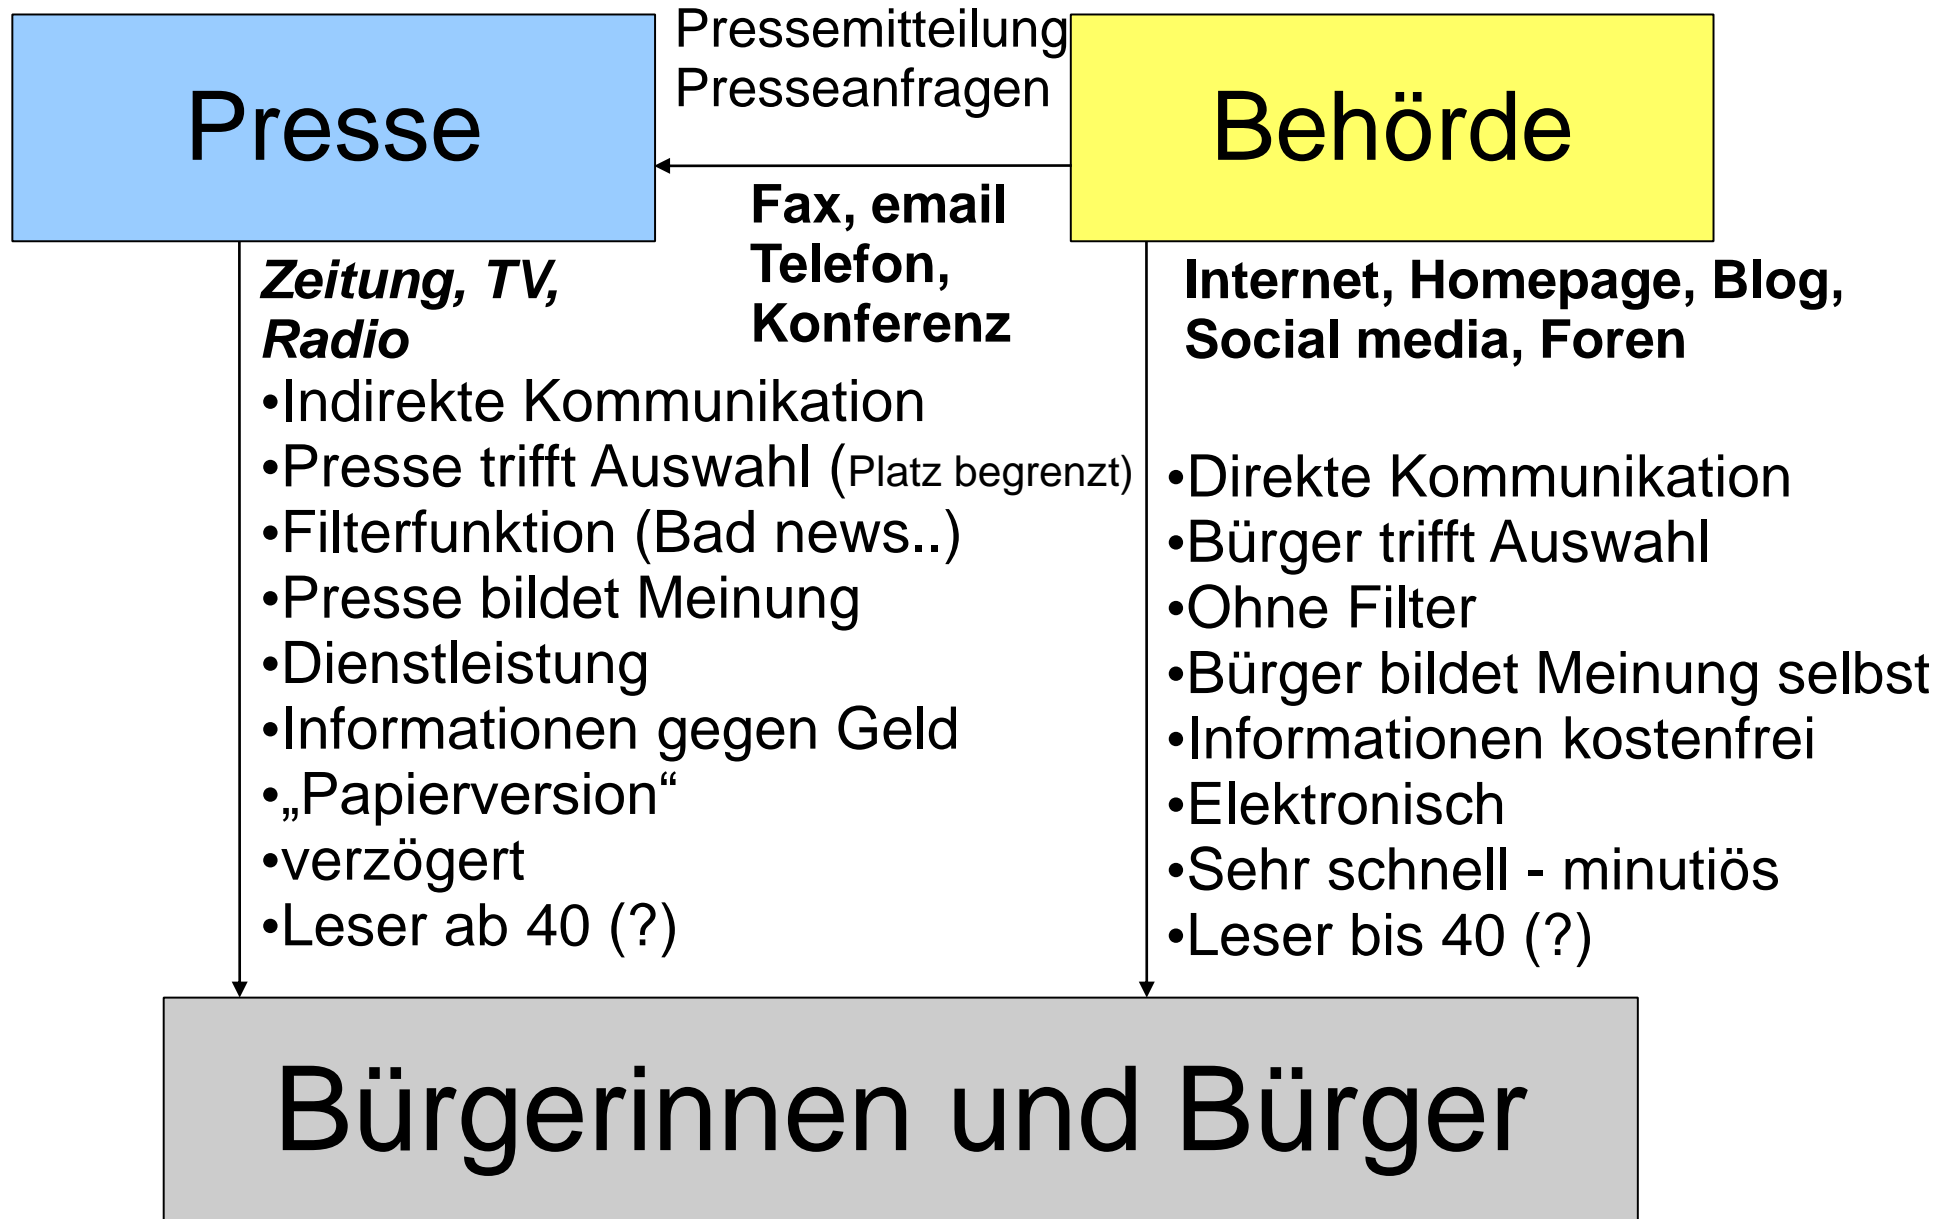 Presse
Pressemitteilung
Presseanfragen
Behörde
Fax, email
Telefon,
Konferenz
Zeitung, TV,
Radio
•Indirekte Kommunikation
•Presse trifft Auswahl (Platz begrenzt)
•Filterfunktion (Bad news..)
•Presse bildet Meinung
•Dienstleistung
•Informationen gegen Geld
•„Papierversion“
•verzögert
•Leser ab 40 (?)
Internet, Homepage, Blog,
Social media, Foren
•Direkte Kommunikation
•Bürger trifft Auswahl
•Ohne Filter
•Bürger bildet Meinung selbst
•Informationen kostenfrei
•Elektronisch
•Sehr schnell - minutiös
•Leser bis 40 (?)
Bürgerinnen und Bürger